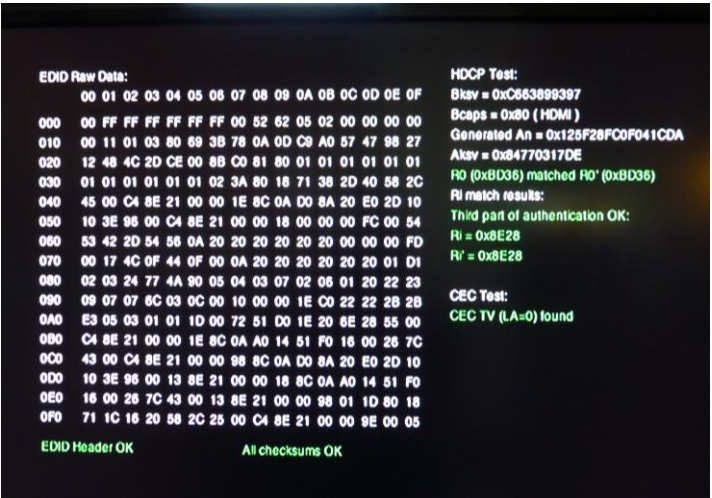 EDID Raw Data:
00 01 02 03 04 05 06 07 08 09 0A 0B 0C 0D 0E 0F
000 00 FF FF FF FF FF FF 00 52 62 05 02 00 00 00 00
010 00 11 01 03 80 69 3B 78 0A 0D C9 A0 57 47 98 27
020 12 48 4C 2D CE 00 8B C0 81 80 01 01 01 01 01 01
030 01 01 01 01 01 01 02 3A 80 18 71 38 2D 40 58 2C
040 45 00 C4 8E 21 00 00 1E 8C 0A D0 8A 20 E0 2D 10
050 10 3E 96 00 C4 8E 21 00 00 18 00 00 00 FC 00 54
060 53 42 2D 54 56 0A 20 20 20 20 20 20 00 00 00 FD
070 00 17 4C 0F 44 0F 00 0A 20 20 20 20 20 20 01 D1
080 02 03 24 77 4A 90 05 04 03 07 02 06 01 20 22 23
090 09 07 07 6C 03 0C 00 10 00 00 1E C0 22 22 2B 2B
0A0 E3 05 03 01 01 1D 00 72 51 D0 1E 20 6E 28 55 00
0B0 C4 8E 21 00 00 1E 8C 0A A0 14 51 F0 16 00 26 7C
0C0 43 00 C4 8E 21 00 00 98 8C 0A D0 8A 20 E0 2D 10
0D0 10 3E 96 00 13 8E 21 00 00 18 8C 0A A0 14 51 F0
0E0 16 00 26 7C 43 00 13 8E 21 00 00 98 01 1D 80 18
0F0 71 1C 16 20 58 2C 25 00 C4 8E 21 00 00 9E 00 05
EDID Header OK
All checksums OK
HDCP Test:
Bksv = 0xC663899397
Bcaps = 0x80 ( HDMI )
Generated An = 0x125F28FC0F041CDA
Aksv = 0x84770317DE
R0 (0xBD36) matched R0' (0xBD36)
Ri match results:
Third part of authentication OK:
Ri = 0x8E28
Ri' = 0x8E28
CEC Test:
CEC TV (LA=0) found